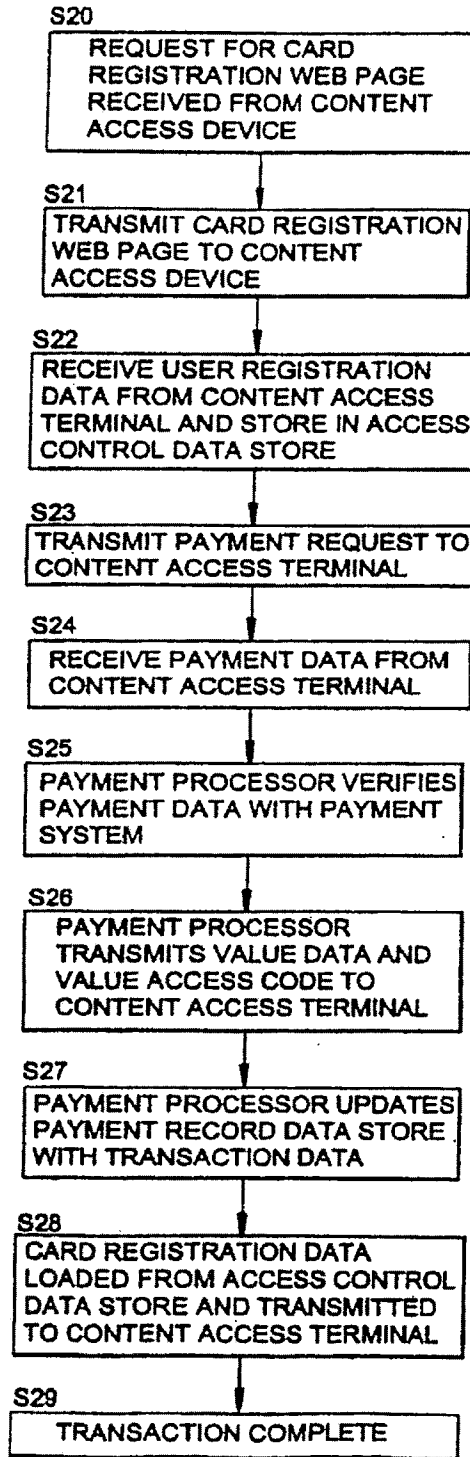 S20
REQUEST FOR CARD
REGISTRATION WEB PAGE
RECEIVED FROM CONTENT
ACCESS DEVICE
S21
TRANSMIT CARD REGISTRATION
WEB PAGE TO CONTENT
ACCESS DEVICE
S22
RECEIVE USER REGISTRATION
DATA FROM CONTENT ACCESS
TERMINAL AND STORE IN ACCESS
CONTROL DATA STORE
S23
TRANSMIT PAYMENT REQUEST TO
CONTENT ACCESS TERMINAL
S24
RECEIVE PAYMENT DATA FROM
CONTENT ACCESS TERMINAL
S25
PAYMENT PROCESSOR VERIFIES
PAYMENT DATA WITH PAYMENT
SYSTEM
S26
PAYMENT PROCESSOR
TRANSMITS VALUE DATA AND
VALUE ACCESS CODE TO
CONTENT ACCESS TERMINAL
S27
PAYMENT PROCESSOR UPDATES
PAYMENT RECORD DATA STORE
WITH TRANSACTION DATA
S28
CARD REGISTRATION DATA
LOADED FROM ACCESS CONTROL
DATA STORE AND TRANSMITTED
TO CONTENT ACCESS TERMINAL
S29
TRANSACTION COMPLETE